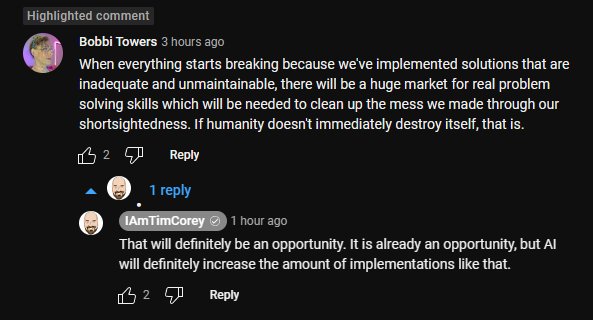 Highlighted comment
Bobbi Towers 3 hours ago
When everything starts breaking because we've implemented solutions that are
inadequate and unmaintainable, there will be a huge market for real problem
solving skills which will be needed to clean up the mess we made through our
shortsightedness. If humanity doesn't immediately destroy itself, that is.
2 Reply
1 reply
IAmTimCorey 1 hour ago
That will definitely be an opportunity. It is already an opportunity, but AI
will definitely increase the amount of implementations like that.
2 Reply